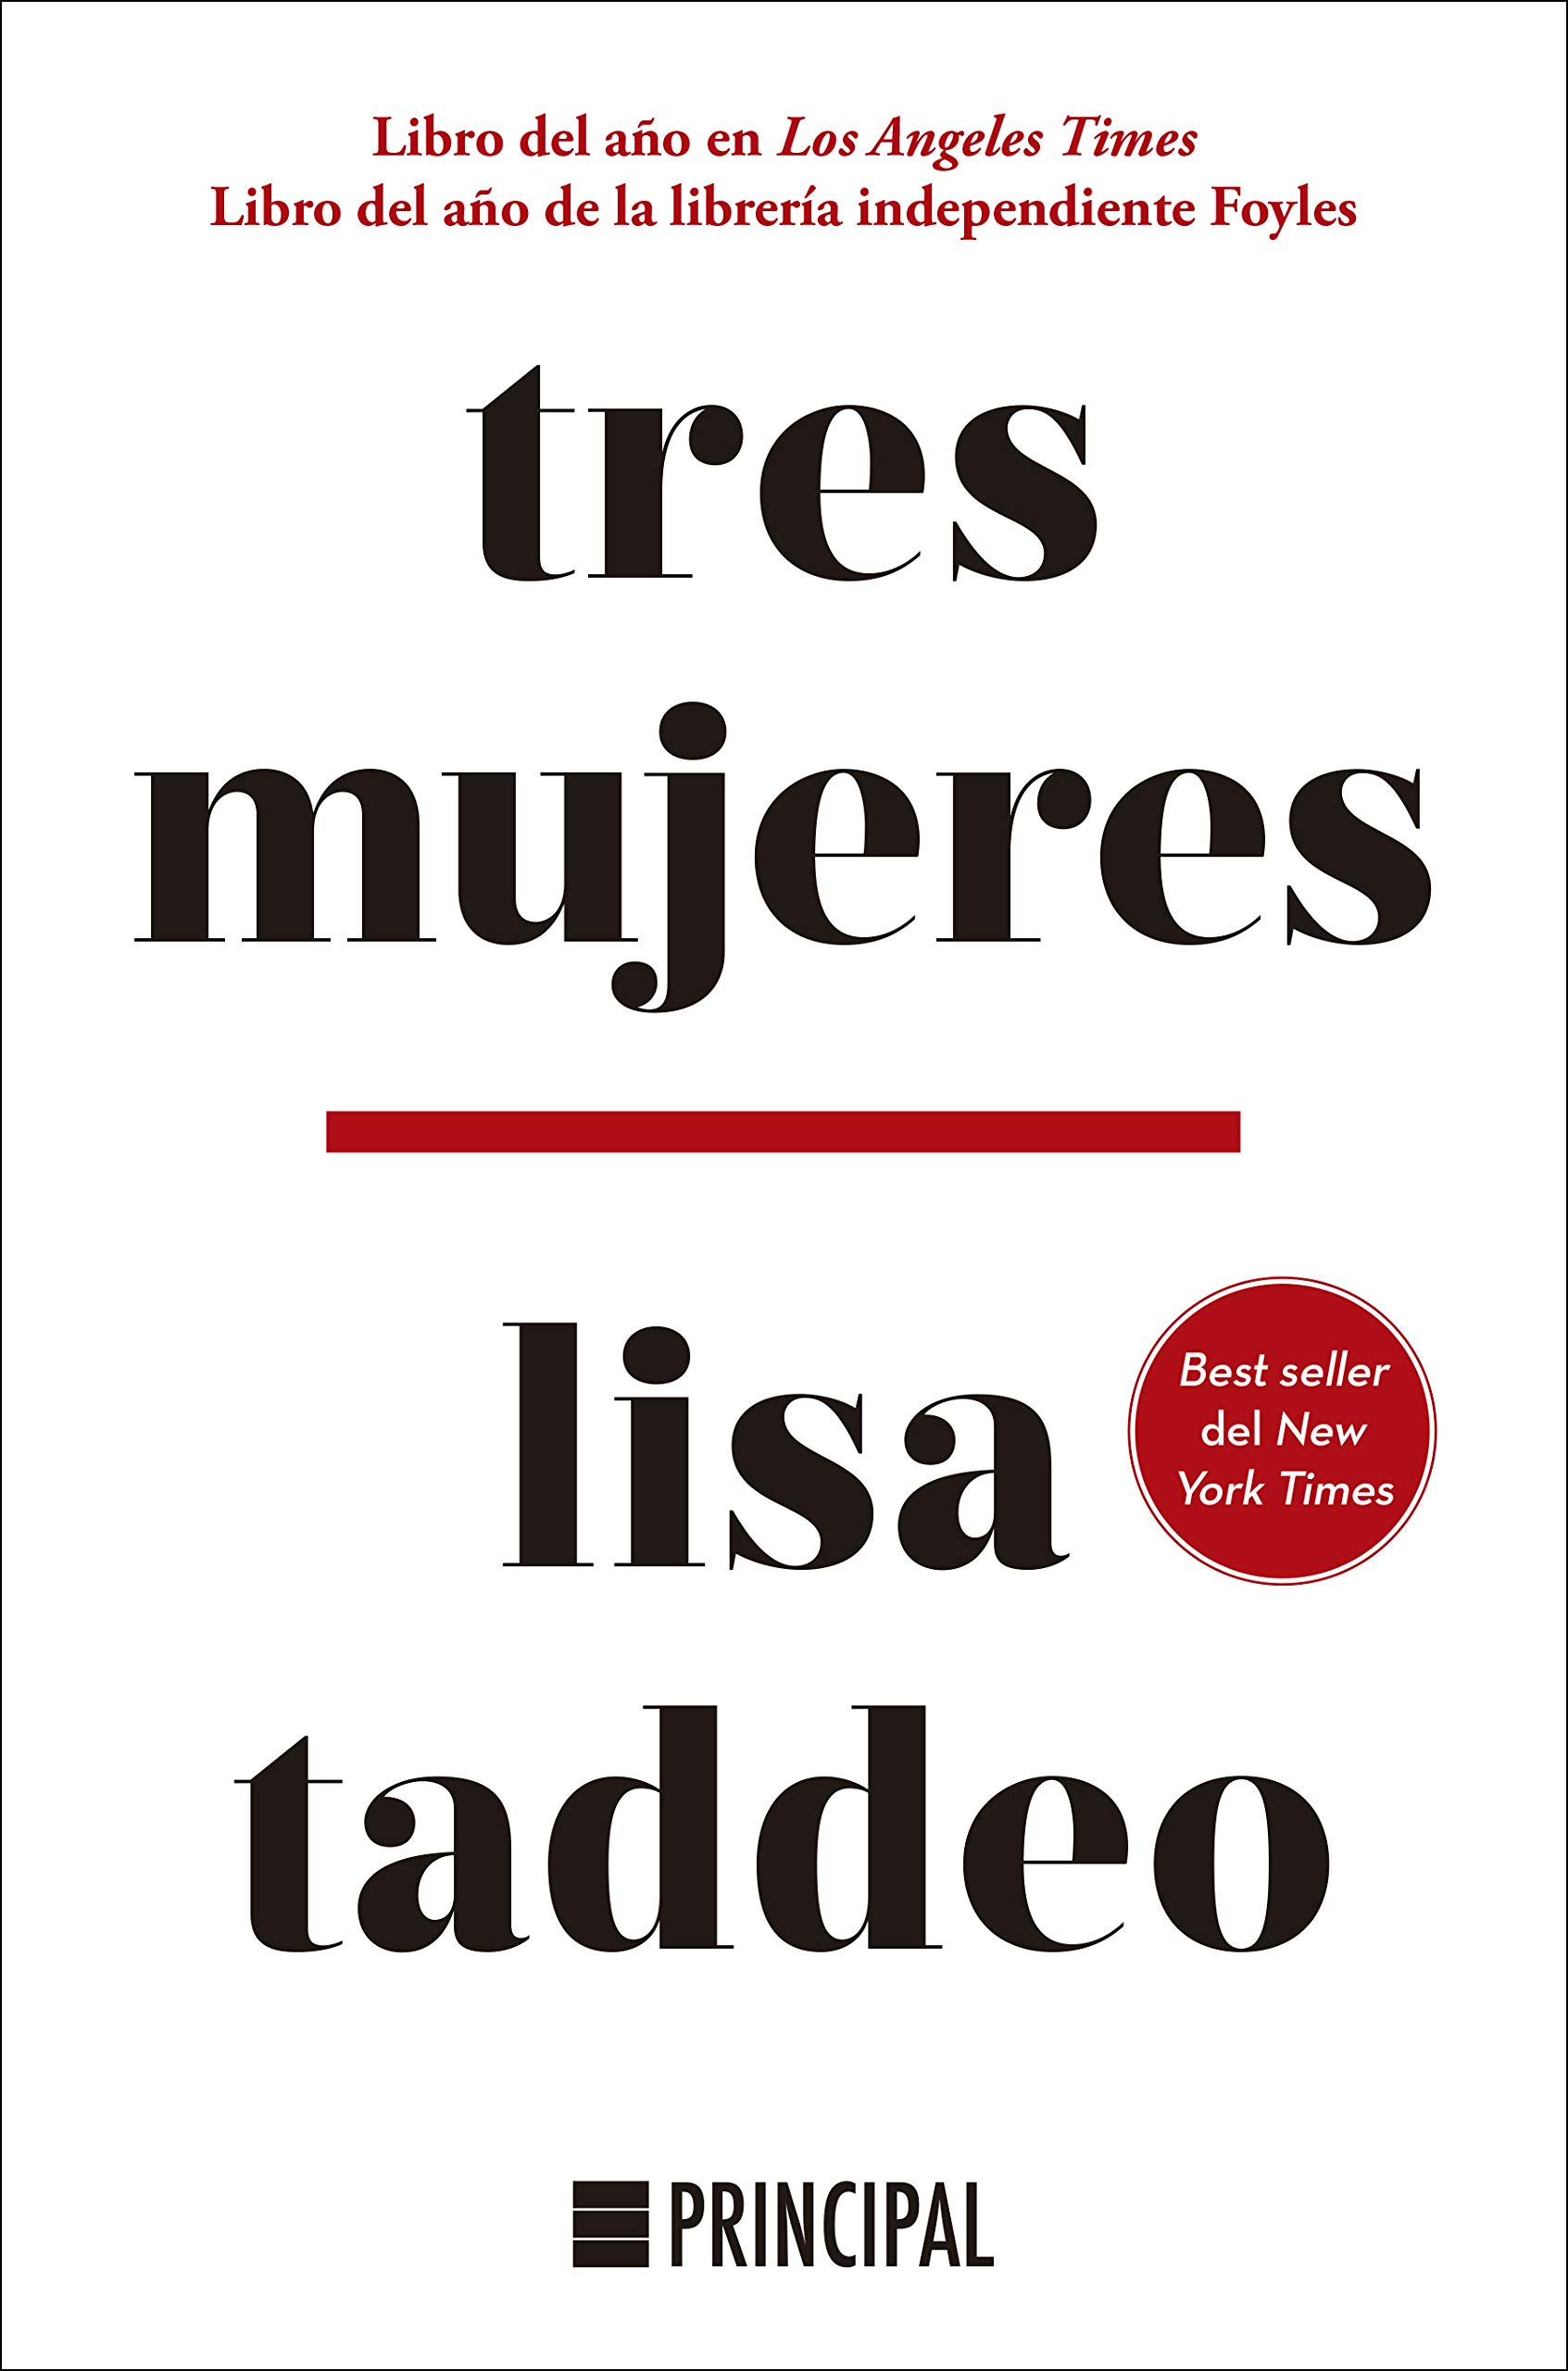 Libro del año en Los Angeles Times
Libro del año de la librería independiente Foyles
tres
mujeres
lisa
Best seller
del New
York Times
taddeo
PRINCIPAL